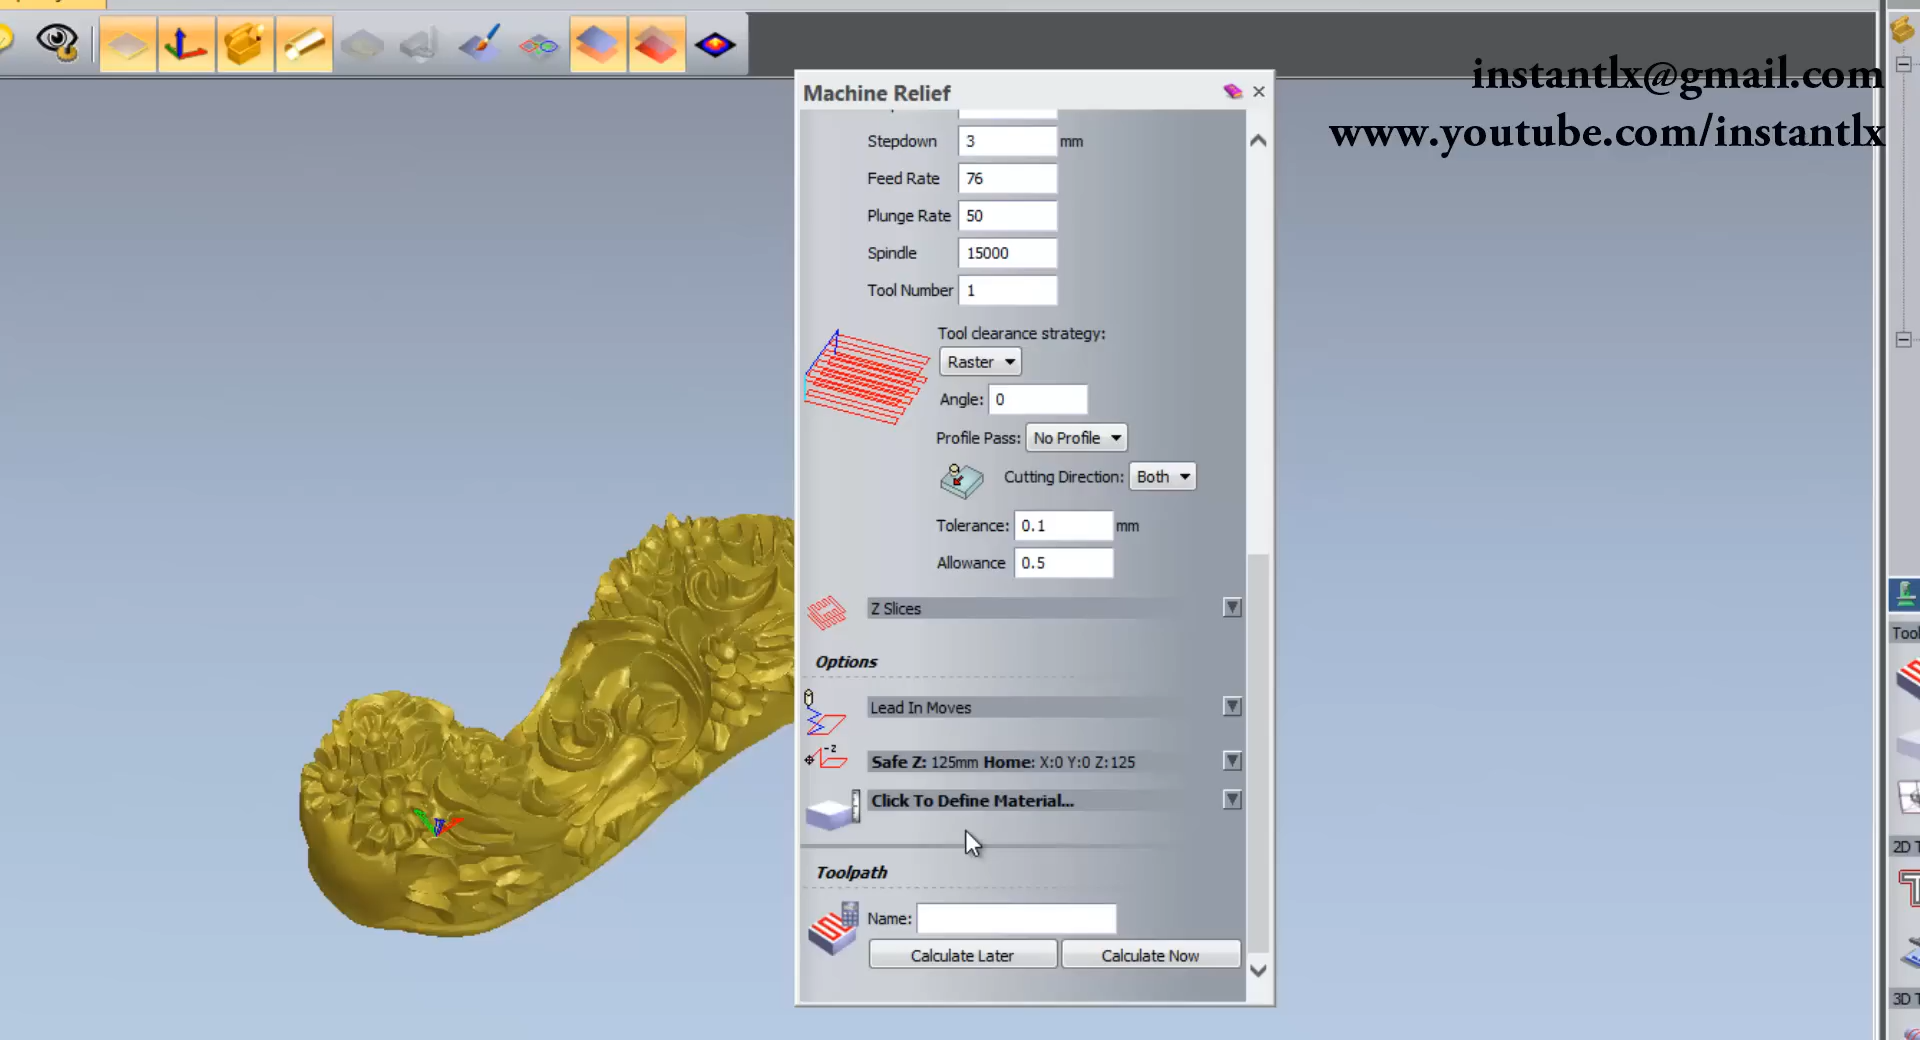 instantlx@gmail.com
www.youtube.com/instantlx
Machine Relief
Stepdown 3 mm
Feed Rate 76
Plunge Rate 50
Spindle 15000
Tool Number 1
Tool clearance strategy:
Raster
Angle: 0
Profile Pass: No Profile
Cutting Direction: Both
Tolerance: 0.1 mm
Allowance 0.5
Z Slices
Options
Lead In Moves
-Z
Safe Z: 125mm Home: X:0 Y:0 Z:125
Click To Define Material...
Toolpath
Name:
Calculate Later Calculate Now
2D
3D